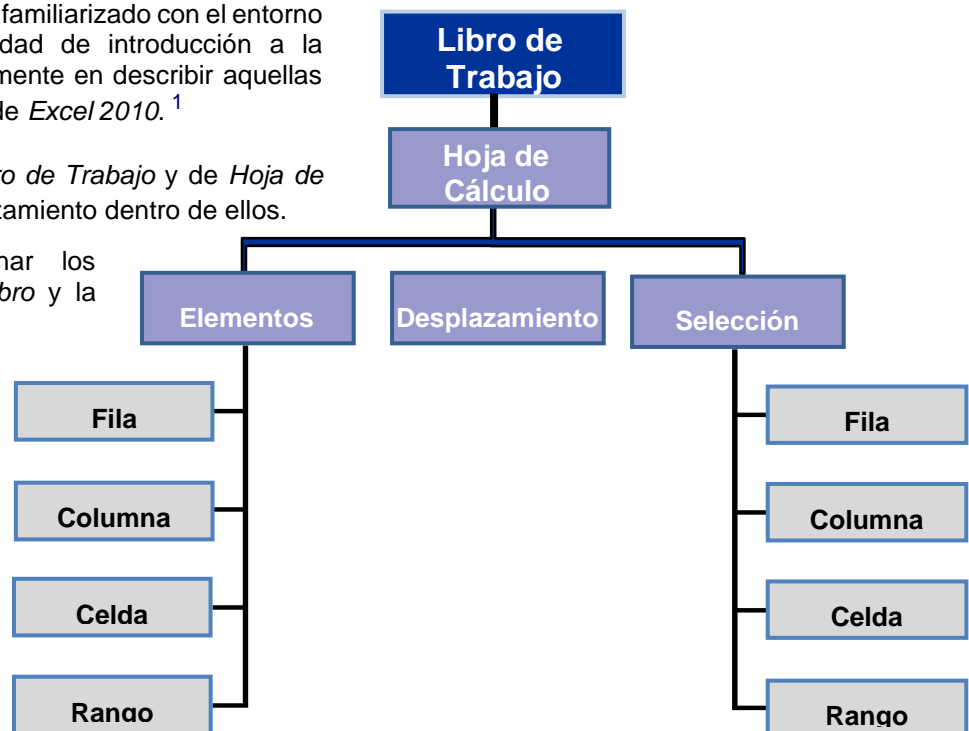 familiarizado con el entorno
dad de introducción a la
mente en describir aquellas
de Excel 2010. 1
ro de Trabajo y de Hoja de
zamiento dentro de ellos.
nar los
bro y la
Libro de
Trabajo
Hoja de
Cálculo
Elementos
Desplazamiento
Selección
Fila
Columna
Celda
Rango
Fila
Columna
Celda
Rango